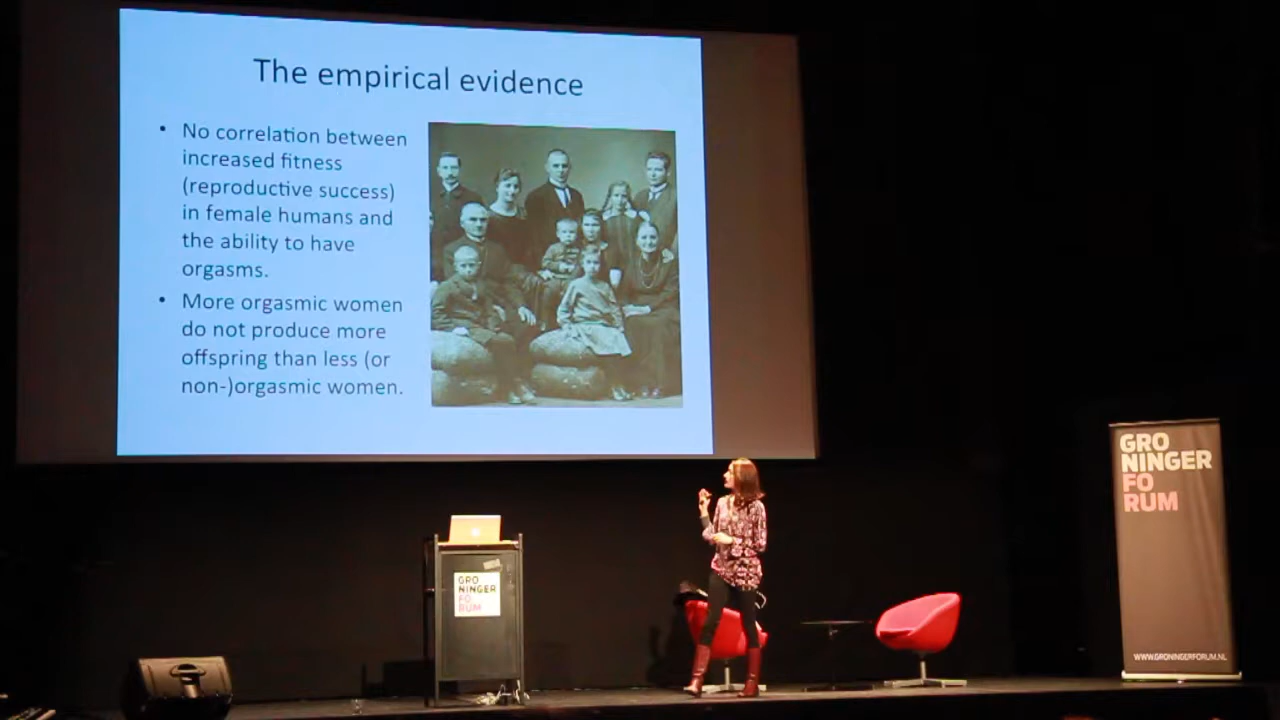 The empirical evidence
• No correlation between
increased fitness
(reproductive success)
in female humans and
the ability to have
orgasms.
• More orgasmic women
do not produce more
offspring than less (or
non-)orgasmic women.
GRO
NINGER
FO
RUM
GRO
NINGER
FO
RUM
WWW.GRONINGERFORUM.NL